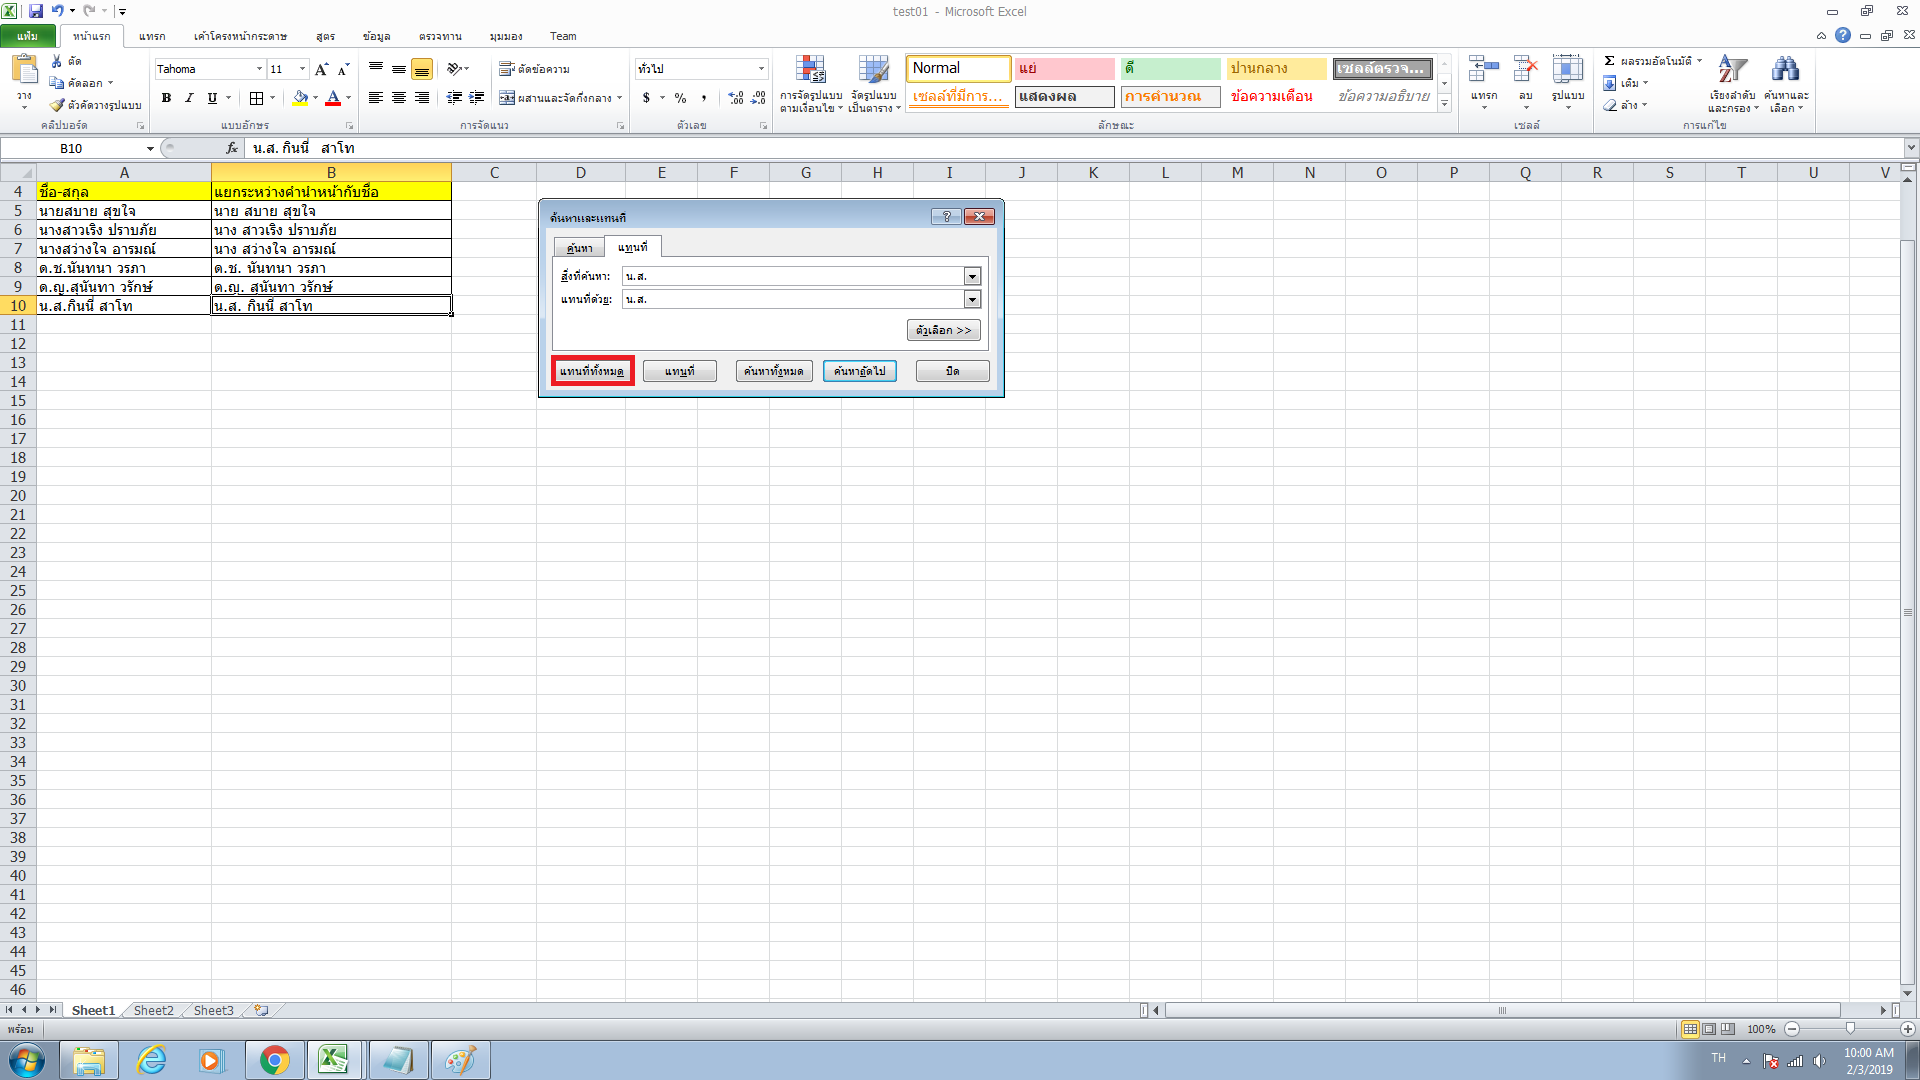 test01 - Microsoft Excel
แฟ้ม หน้าแรก แทรก เค้าโครงหน้ากระดาษ สูตร ข้อมูล ตรวจทาน มุมมอง Team
วาง
ตัด
คัดลอก
ตัวคัดวางรูปแบบ
คลิปบอร์ด
Tahoma 11
B I U
แบบอักษร
ตัดข้อความ
ผสานและจัดกึ่งกลาง
การจัดแนว
ทั่วไป
$ % ,
ตัวเลข
การจัดรูปแบบ
ตามเงื่อนไข
จัดรูปแบบ
เป็นตาราง
Normal แย่ ดี ปานกลาง เซลล์ตรวจ...
เซลล์ที่มีการ... แสดงผล การคำนวณ ข้อความเตือน ข้อความอธิบาย
ลักษณะ
แทรก ลบ รูปแบบ
เซลล์
Σ ผลรวมอัตโนมัติ
เติม
ล้าง
เรียงลำดับ
และกรอง
ค้นหาและ
เลือก
การแก้ไข
B10 fx น.ส. กินนี่ สาโท
A B C D E F G H I J K L M N O P Q R S T U V
4 ชื่อ-สกุล แยกระหว่างคำนำหน้ากับชื่อ
5 นายสบาย สุขใจ นาย สบาย สุขใจ
6 นางสาวเริง ปราบภัย นาง สาวเริง ปราบภัย
7 นางสว่างใจ อารมณ์ นาง สว่างใจ อารมณ์
8 ด.ช.นันทนา วรภา ด.ช. นันทนา วรภา
9 ด.ญ.สุนันทา วรักษ์ ด.ญ. สุนันทา วรักษ์
10 น.ส.กินนี่ สาโท น.ส. กินนี่ สาโท
11
12
13
14
15
16
17
18
19
20
21
22
23
24
25
26
27
28
29
30
31
32
33
34
35
36
37
38
39
40
41
42
43
44
45
46
ค้นหาและแทนที่
ค้นหา แทนที่
สิ่งที่ค้นหา: น.ส.
แทนที่ด้วย: น.ส.
ตัวเลือก >>
แทนที่ทั้งหมด แทนที่ ค้นหาทั้งหมด ค้นหาถัดไป ปิด
Sheet1 Sheet2 Sheet3
พร้อม 100%
TH 10:00 AM
2/3/2019